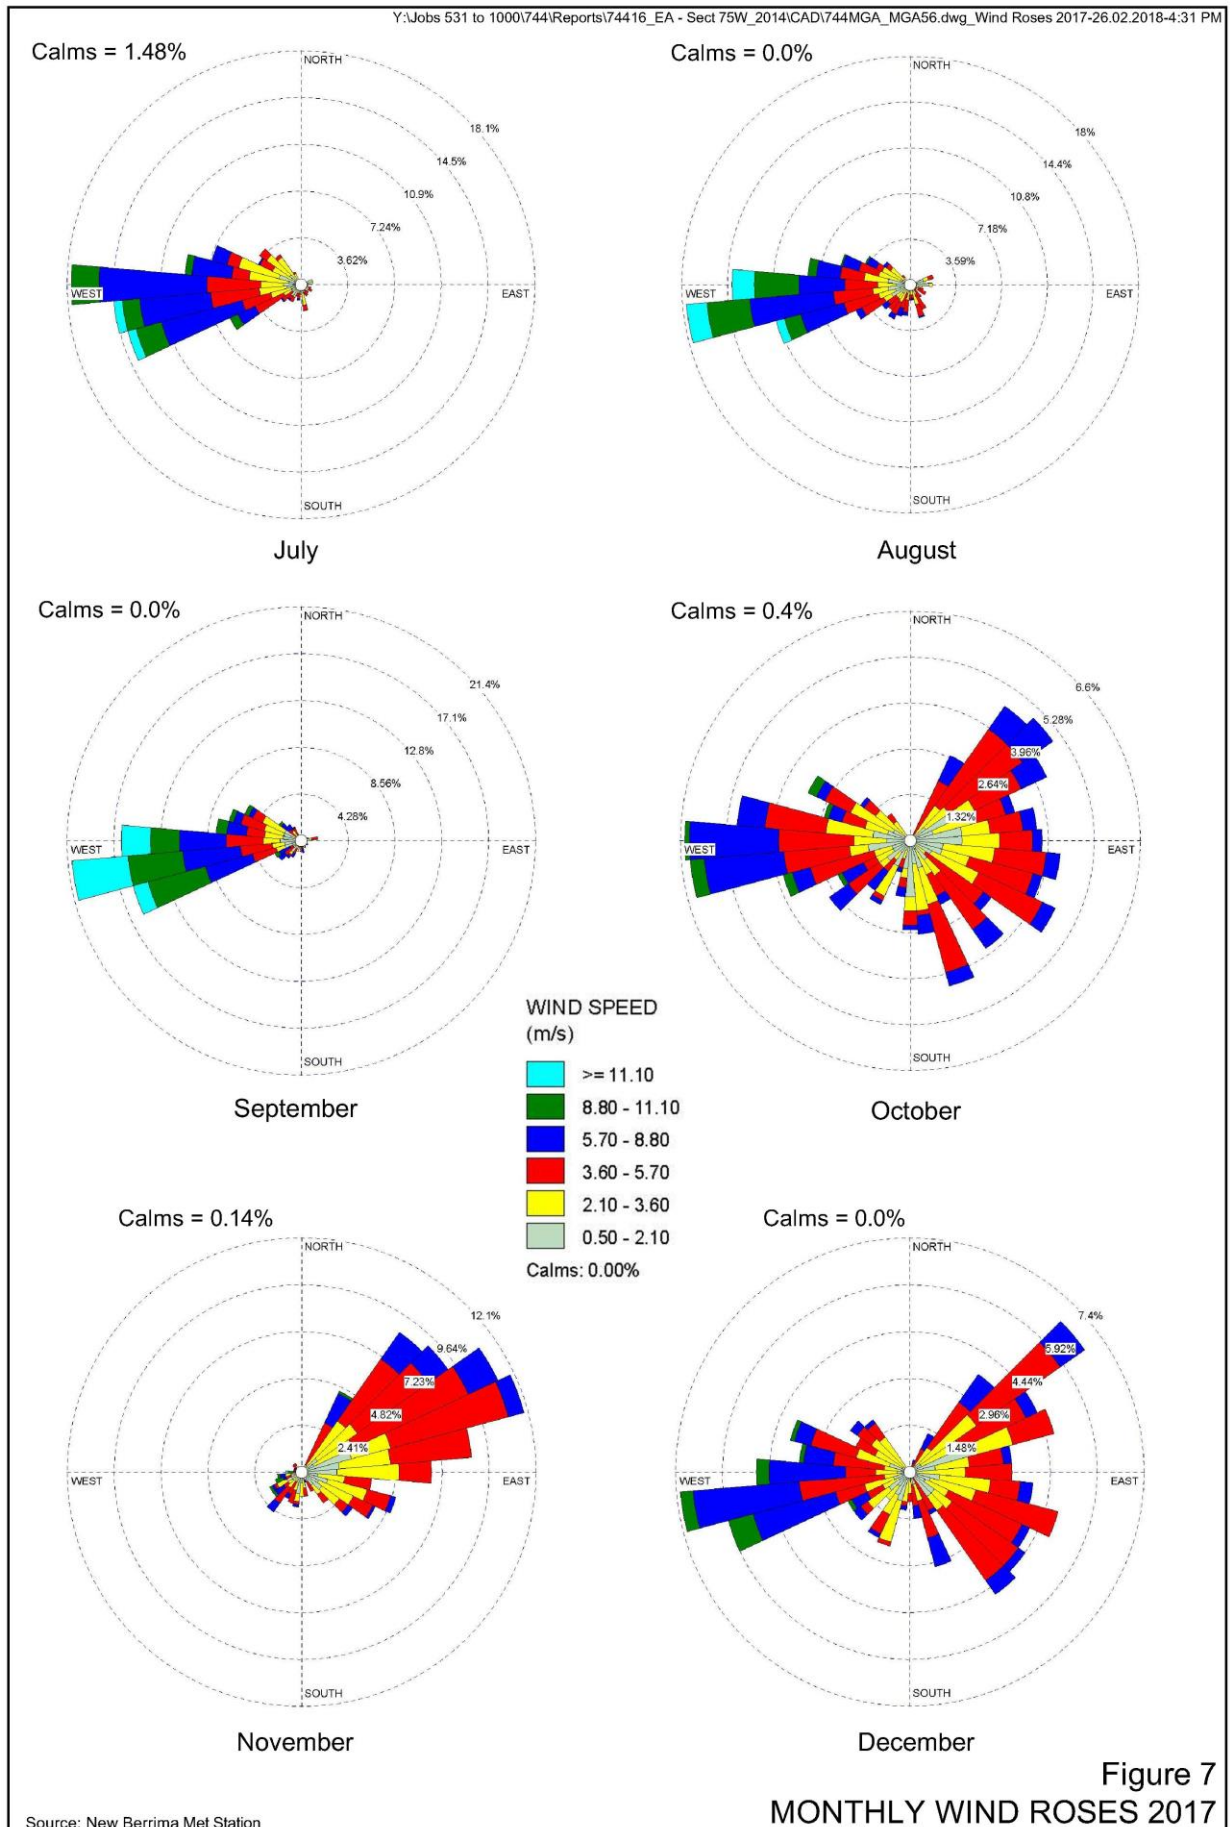 Y:\Jobs 531 to 1000\744\Reports\74416_EA - Sect 75W_2014\CAD\744MGA_MGA56.dwg_Wind Roses 2017-26.02.2018-4:31 PM
Calms = 1.48%
NORTH
18.1%
14.5%
10.9%
7.24%
3.62%
WEST
EAST
SOUTH
July
Calms = 0.0%
NORTH
18%
14.4%
10.8%
7.18%
3.59%
WEST
EAST
SOUTH
August
Calms = 0.0%
NORTH
21.4%
17.1%
12.8%
8.56%
4.28%
WEST
EAST
SOUTH
September
Calms = 0.4%
NORTH
6.6%
5.28%
3.96%
2.64%
1.32%
WEST
EAST
SOUTH
October
WIND SPEED
(m/s)
>= 11.10
8.80 - 11.10
5.70 - 8.80
3.60 - 5.70
2.10 - 3.60
0.50 - 2.10
Calms: 0.00%
Calms = 0.14%
NORTH
12.1%
9.64%
7.23%
4.82%
2.41%
WEST
EAST
SOUTH
November
Calms = 0.0%
NORTH
7.4%
5.92%
4.44%
2.96%
1.48%
WEST
EAST
SOUTH
December
Figure 7
MONTHLY WIND ROSES 2017
Source: New Berrima Met Station